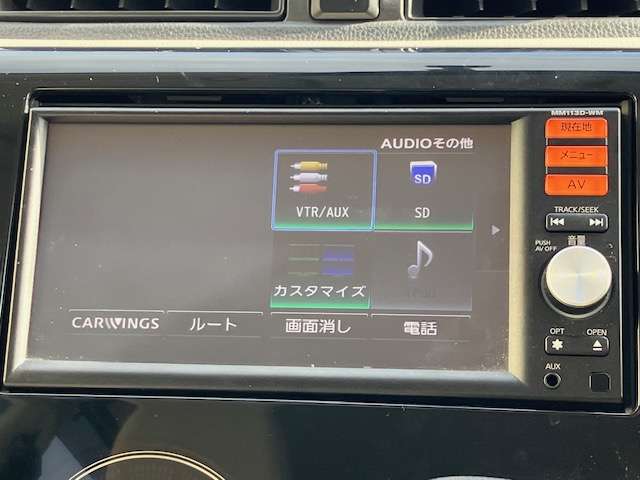 MM113D-WM
現在地
メニュー
AV
AUDIOその他
VTR/AUX
SD
SD
カスタマイズ
CARWINGS
ルート
画面消し
電話
TRACK/SEEK
PUSH
AV OFF
音量
OPT
OPEN
AUX